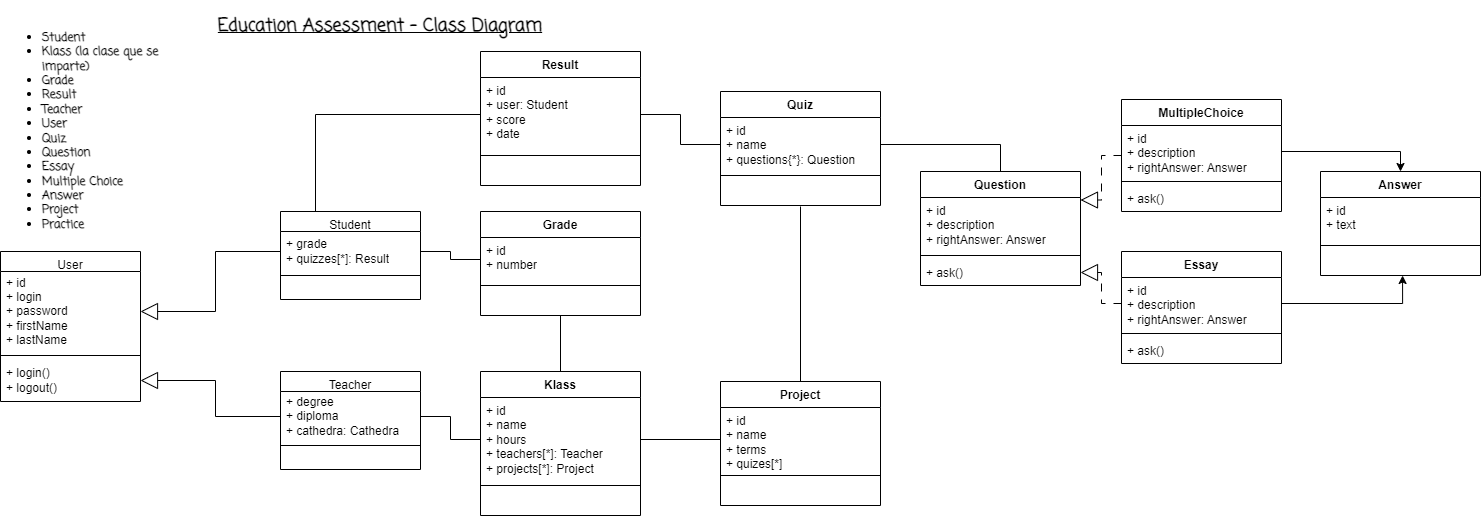 Education Assessment - Class Diagram
Student
Klass (la clase que se
imparte)
Grade
Result
Teacher
User
Quiz
Question
Essay
Multiple Choice
Answer
Project
Practice
User
+ id
+ login
+ password
+ firstName
+ lastName
+ login()
+ logout()
Student
+ grade
+ quizzes[*]: Result
Teacher
+ degree
+ diploma
+ cathedra: Cathedra
Result
+ id
+ user: Student
+ score
+ date
Grade
+ id
+ number
Klass
+ id
+ name
+ hours
+ teachers[*]: Teacher
+ projects[*]: Project
Quiz
+ id
+ name
+ questions{*}: Question
Project
+ id
+ name
+ terms
+ quizes[*]
Question
+ id
+ description
+ rightAnswer: Answer
+ ask()
MultipleChoice
+ id
+ description
+ rightAnswer: Answer
+ ask()
Essay
+ id
+ description
+ rightAnswer: Answer
+ ask()
Answer
+ id
+ text